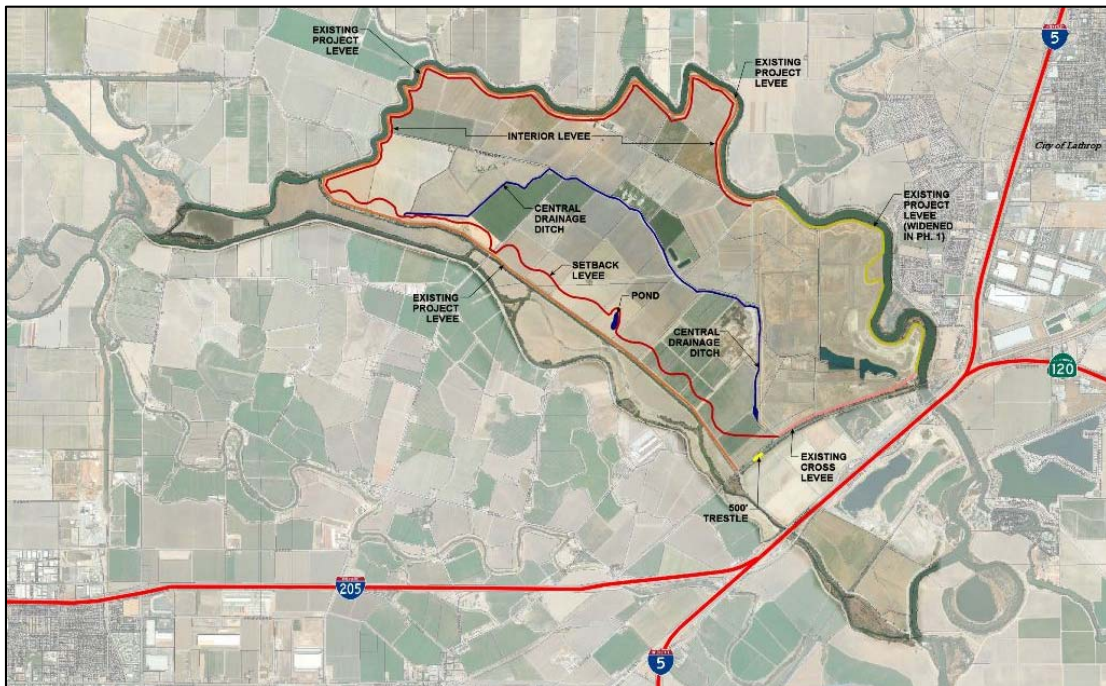 INTERSTATE
5
EXISTING
PROJECT
LEVEE
EXISTING
PROJECT
LEVEE
INTERIOR LEVEE
City of Lathrop
EXISTING
PROJECT
LEVEE
(WIDENED
IN PH. 1)
CENTRAL
DRAINAGE
DITCH
SETBACK
LEVEE
EXISTING
PROJECT
LEVEE
POND
CENTRAL
DRAINAGE
DITCH
120
EXISTING
CROSS
LEVEE
500'
TRESTLE
205
5